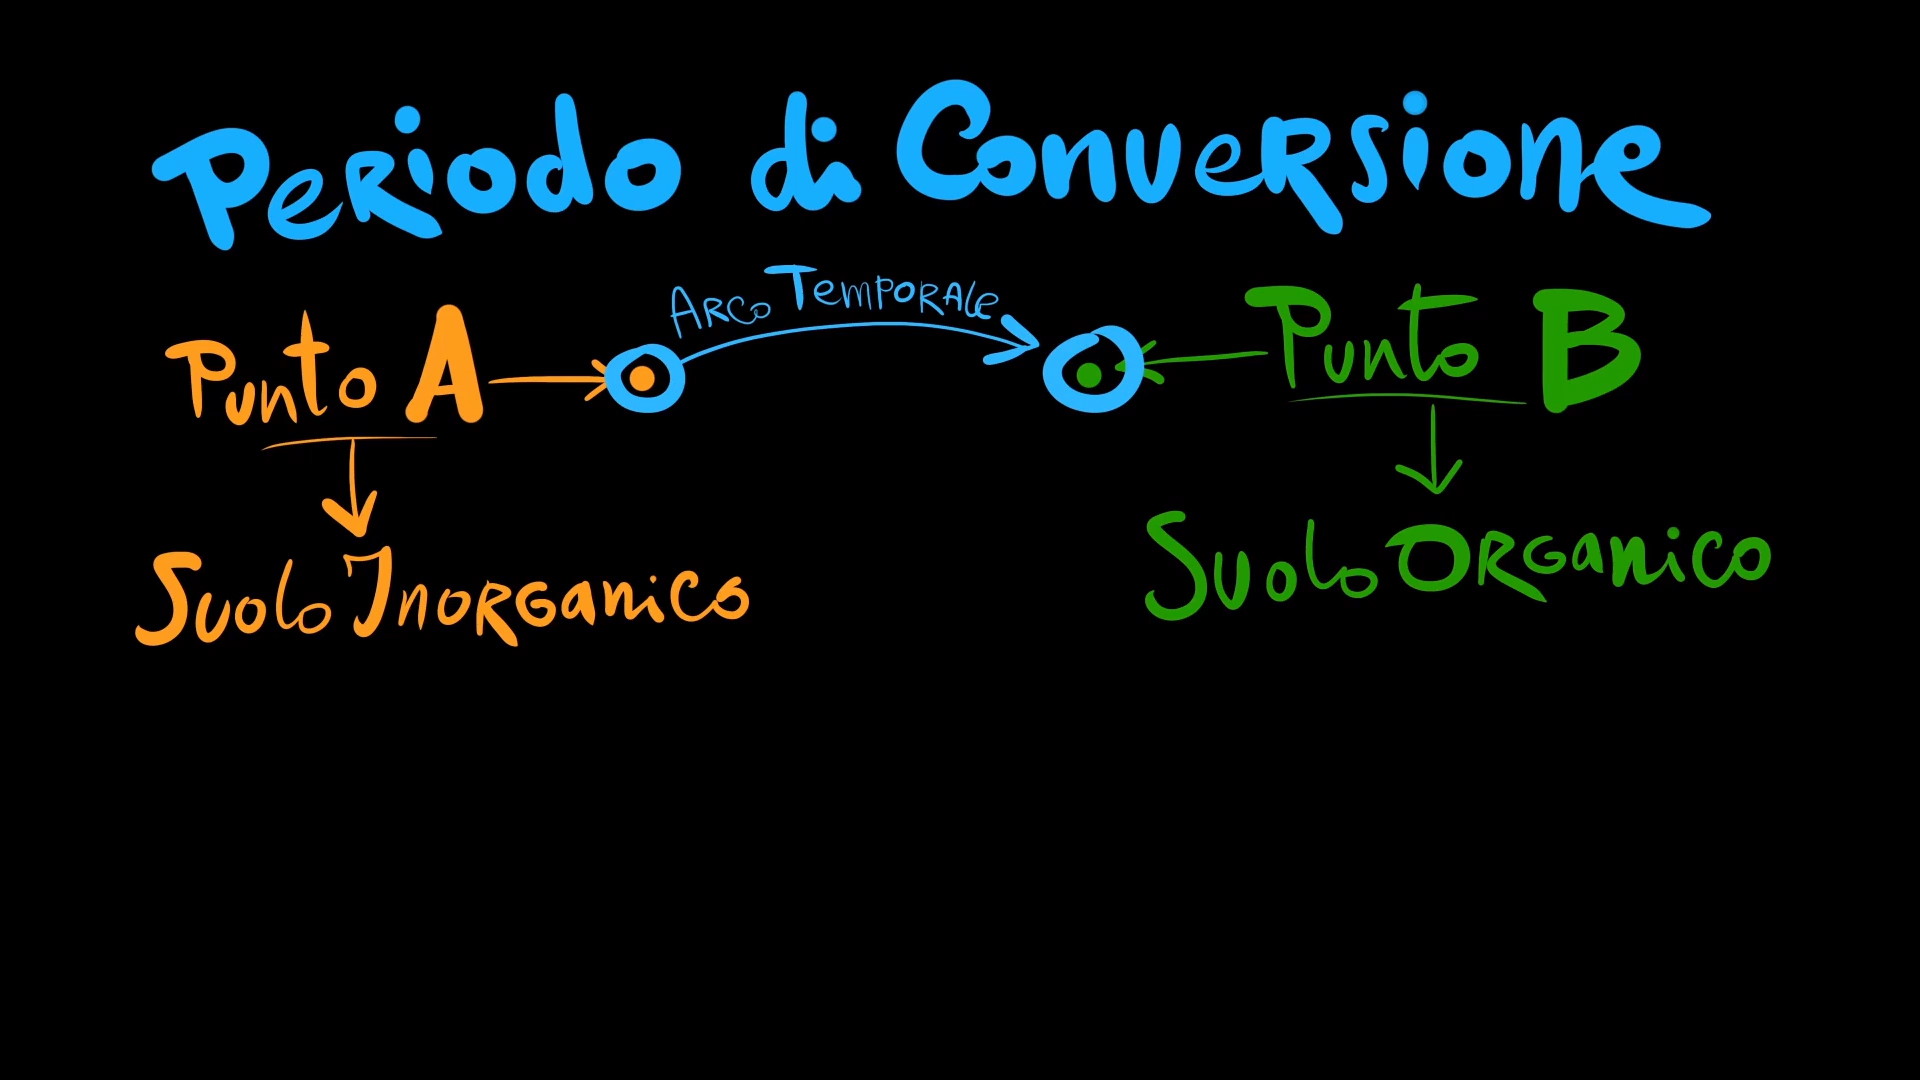 Periodo di Conversione
Arco Temporale
Punto A
Punto B
Suolo Inorganico
Suolo Organico